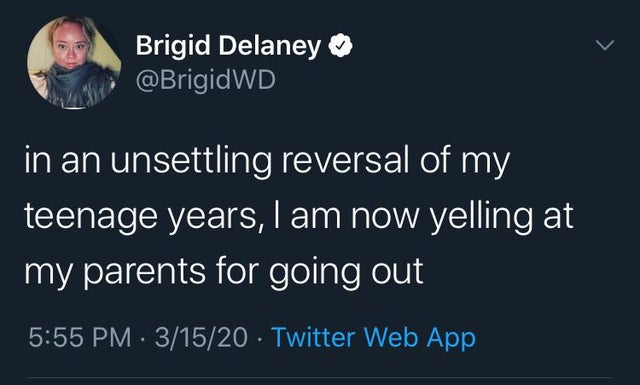 Brigid Delaney
@BrigidWD
in an unsettling reversal of my
teenage years, I am now yelling at
my parents for going out
5:55 PM · 3/15/20 · Twitter Web App